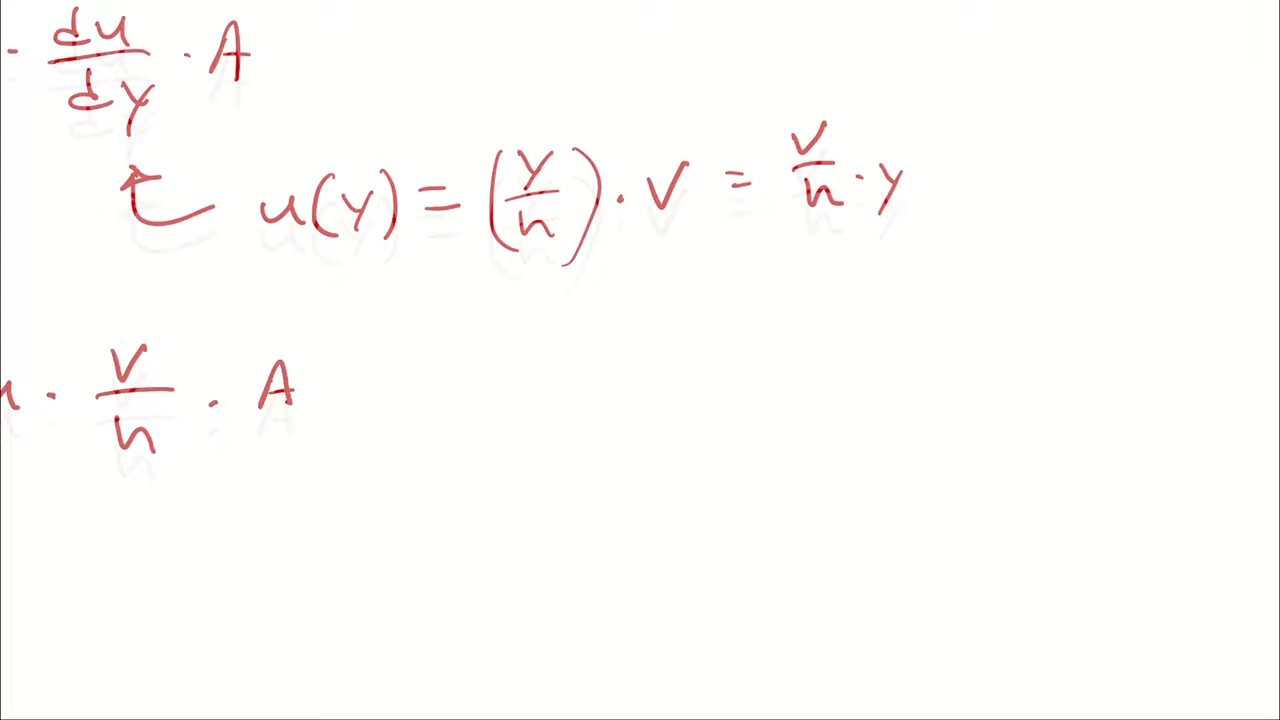 · du/dy · A
u(y) = (y/h) · V = V/h · y
· V/h · A